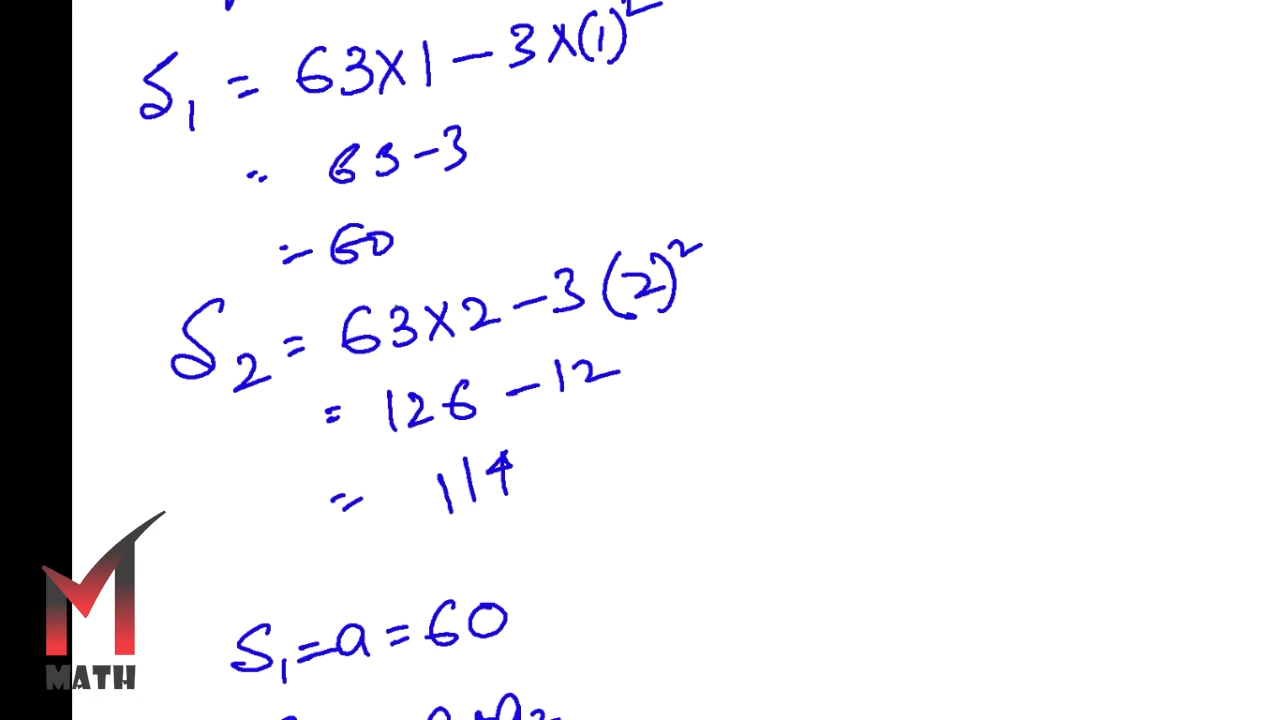 S₁ = 63×1 – 3×(1)²
= 63 – 3
= 60
S₂ = 63×2 – 3(2)²
= 126 – 12
= 114
S₁ = a = 60
MATH